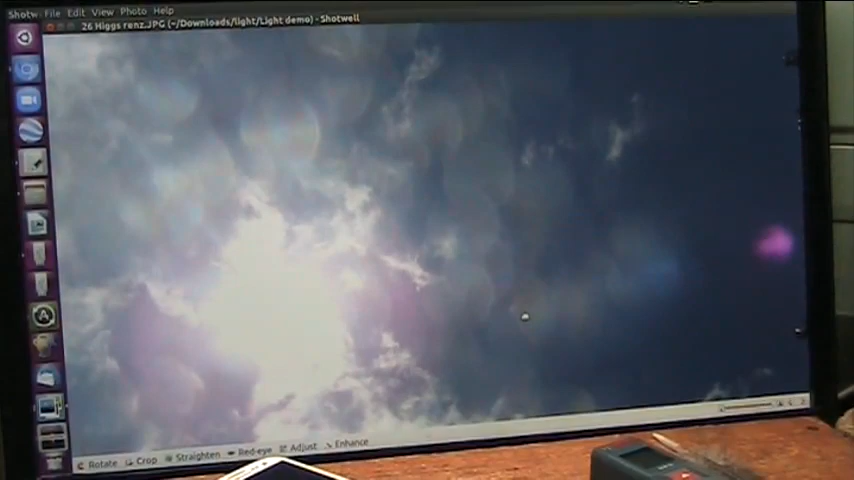 Shotw File Edit View Photo Help
26 Higgs renz.JPG (~/Downloads/light/Light demo) - Shotwell
Rotate Crop Straighten Red-eye Adjust Enhance